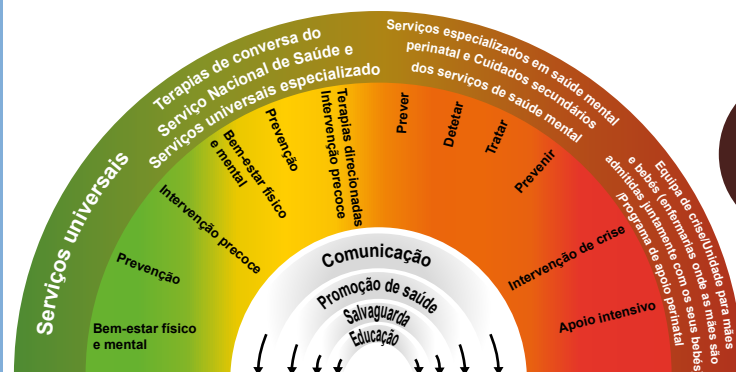 Serviços universais
Terapias de conversa do
Serviço Nacional de Saúde e
Serviços universais especializado
Serviços especializados em saúde mental
perinatal e Cuidados secundários
dos serviços de saúde mental
Equipa de crise/Unidade para mães
e bebés (enfermarias onde as mães são
admitidas juntamente com os seus bebés)
/Programa de apoio perinatal
Bem-estar físico
e mental
Prevenção
Intervenção precoce
Bem-estar físico
e mental
Prevenção
Terapias direcionadas
Intervenção precoce
Prever
Detetar
Tratar
Prevenir
Intervenção de crise
Apoio intensivo
Comunicação
Promoção de saúde
Salvaguarda
Educação